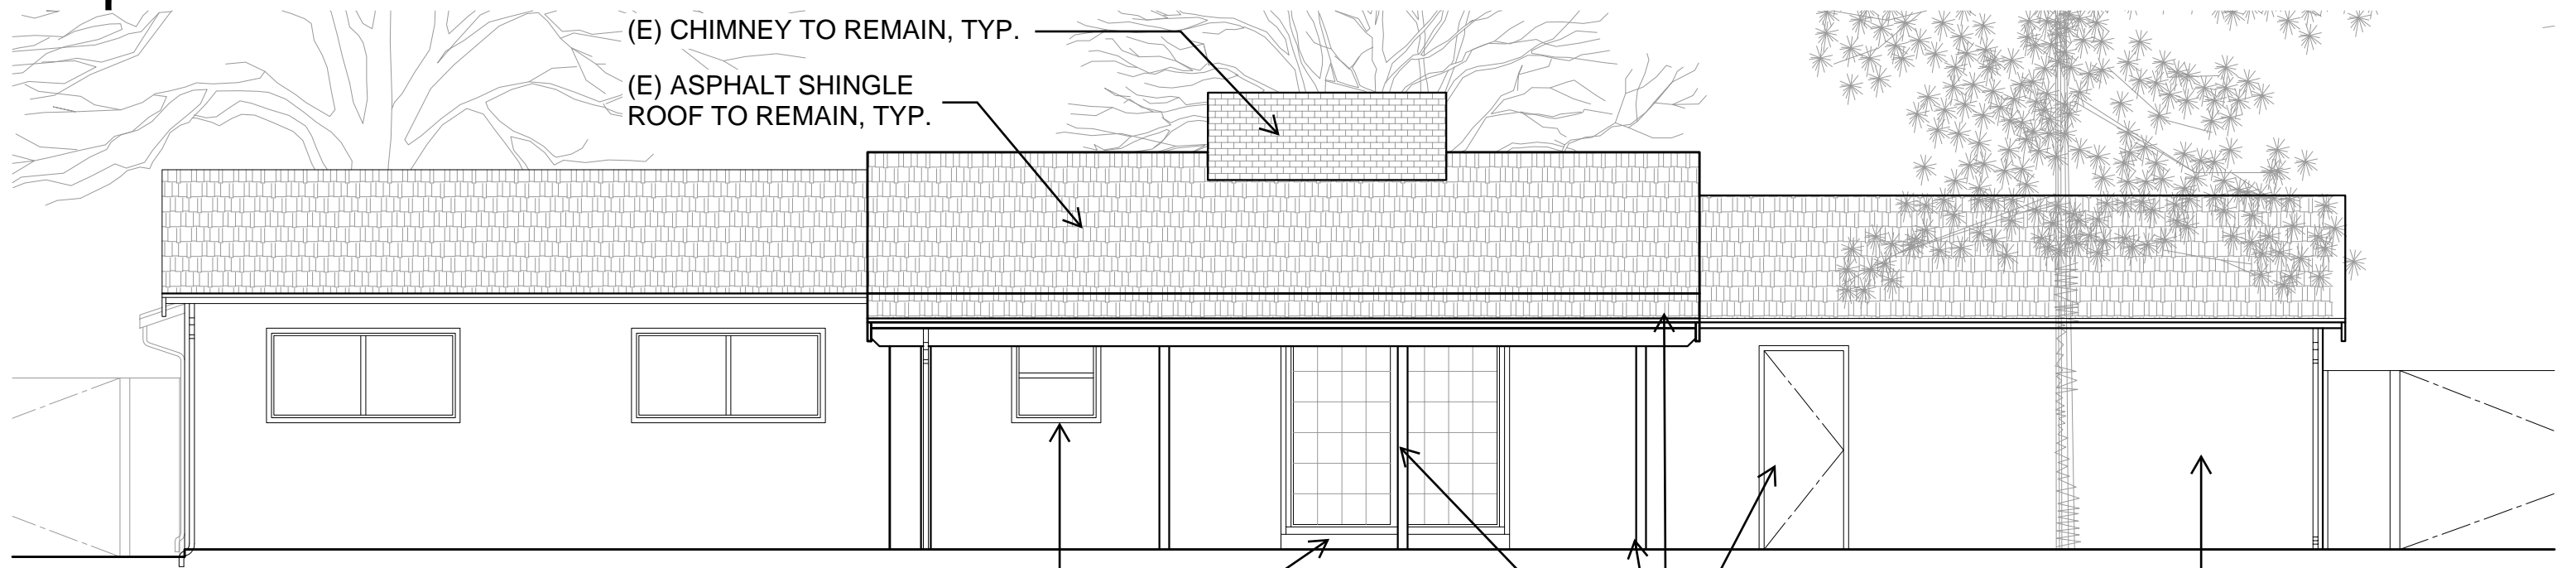 (E) CHIMNEY TO REMAIN, TYP.
(E) ASPHALT SHINGLE
ROOF TO REMAIN, TYP.